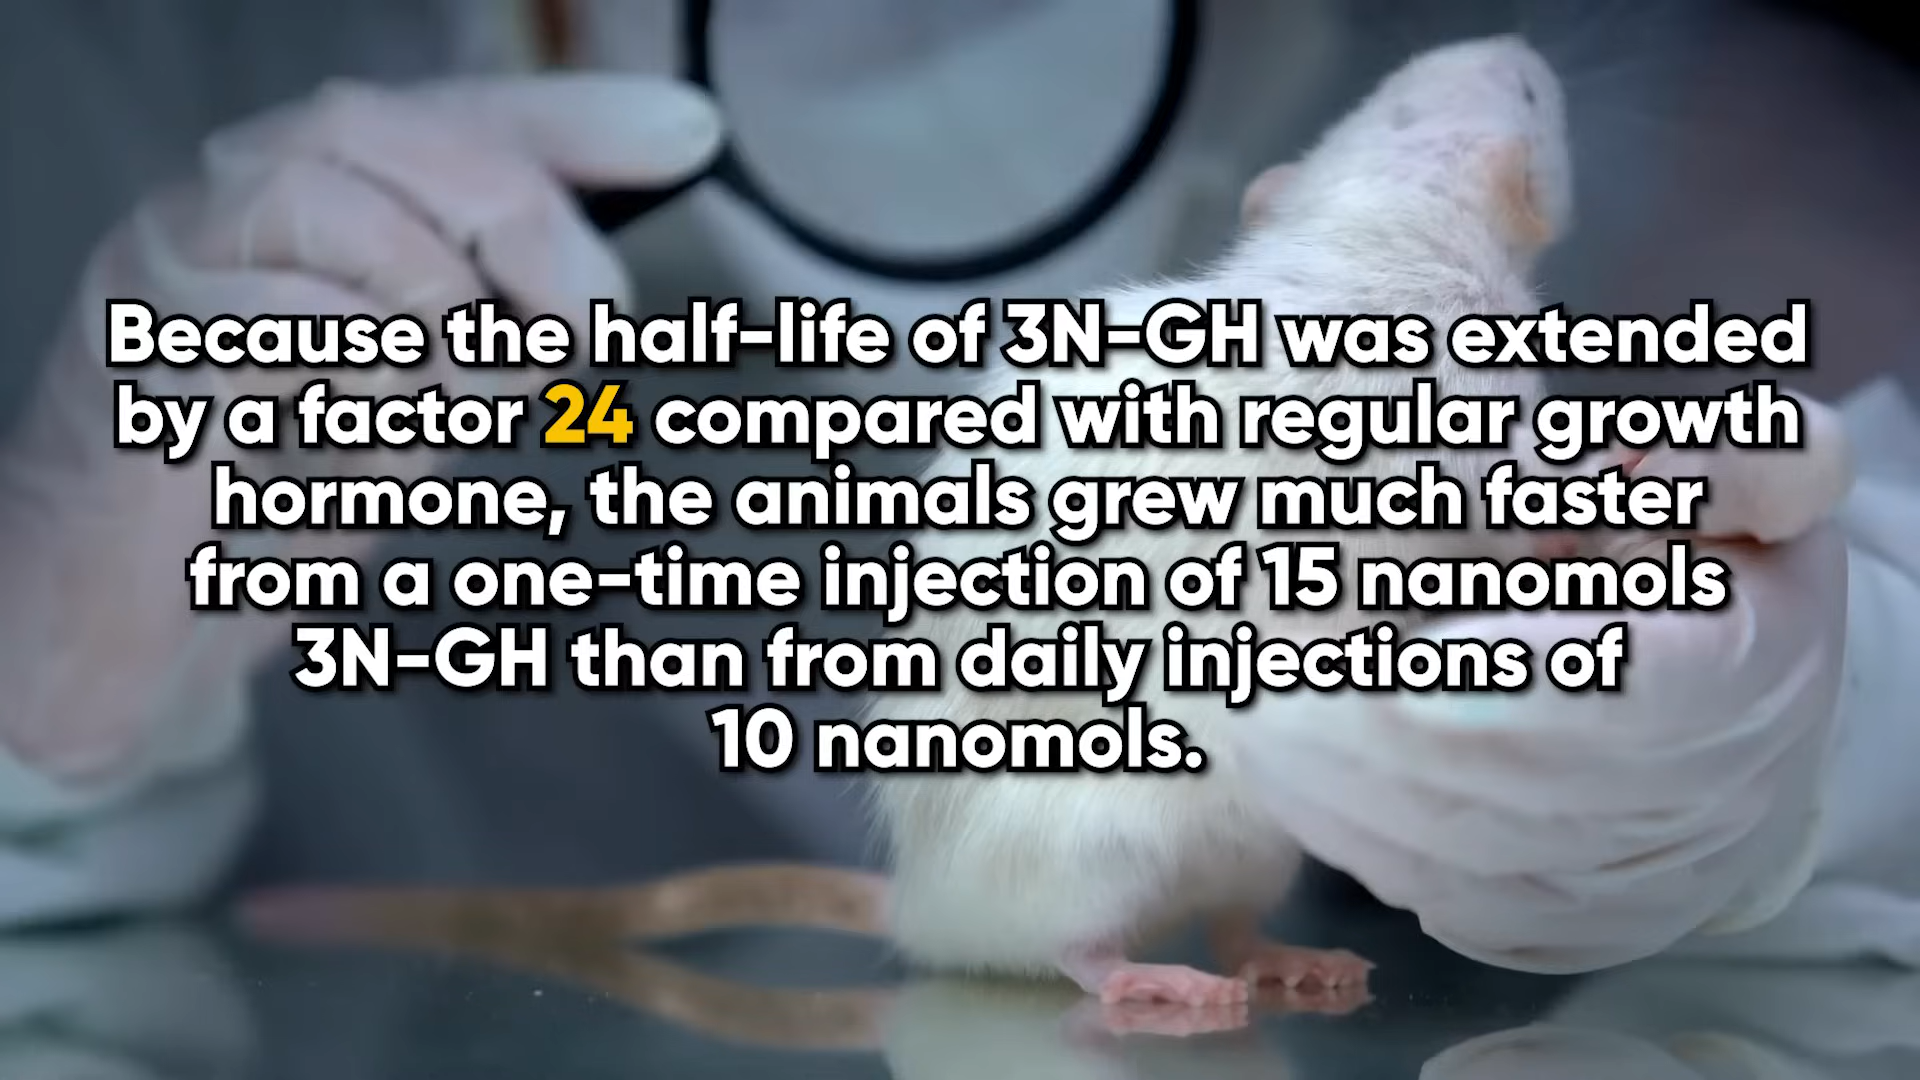 Because the half-life of 3N-GH was extended
by a factor 24 compared with regular growth
hormone, the animals grew much faster
from a one-time injection of 15 nanomols
3N-GH than from daily injections of
10 nanomols.